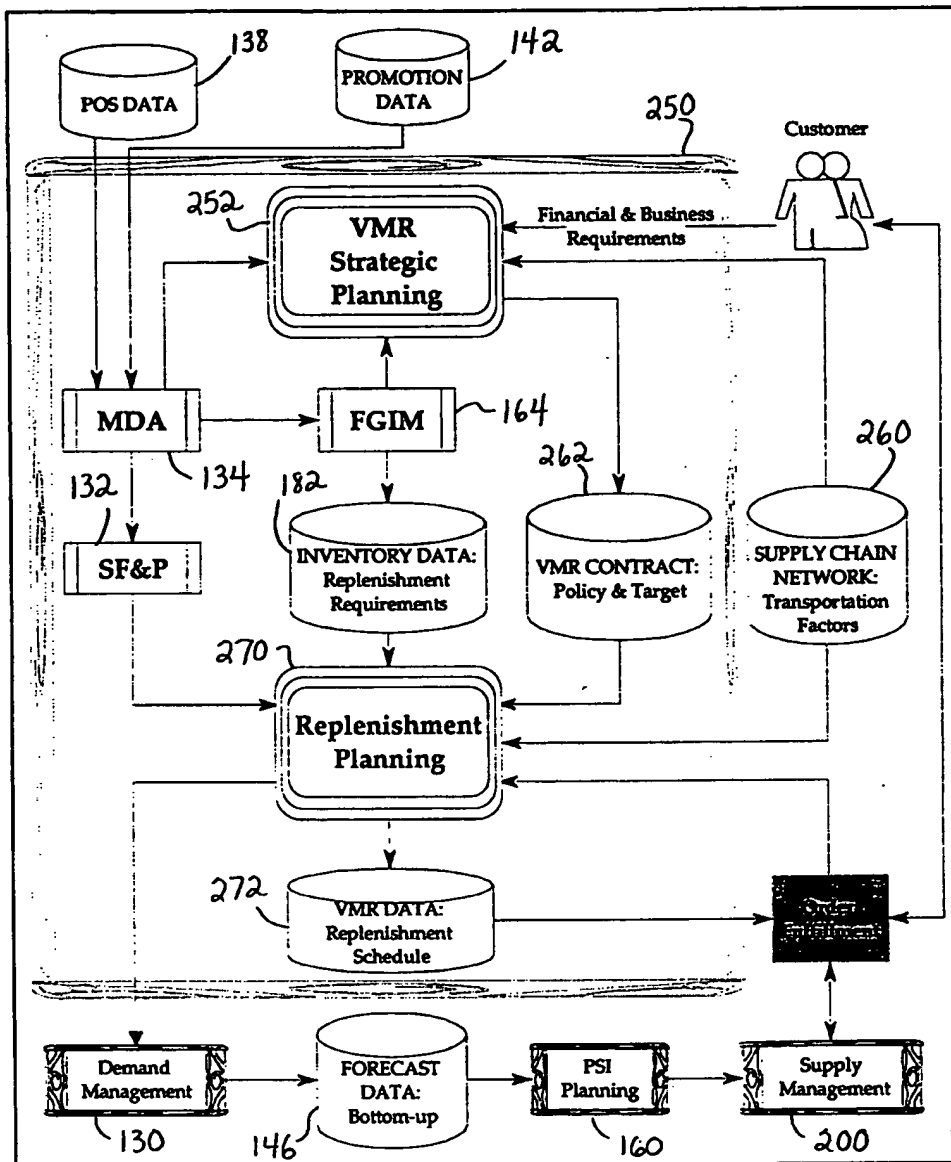 138
POS DATA
142
PROMOTION
DATA
250
Customer
252
VMR
Strategic
Planning
Financial & Business
Requirements
MDA
134
FGIM
164
132
SF&P
182
INVENTORY DATA:
Replenishment
Requirements
262
VMR CONTRACT:
Policy & Target
260
SUPPLY CHAIN
NETWORK:
Transportation
Factors
270
Replenishment
Planning
272
VMR DATA:
Replenishment
Schedule
Order
Fulfillment
Demand
Management
130
FORECAST
DATA:
Bottom-up
146
PSI
Planning
160
Supply
Management
200